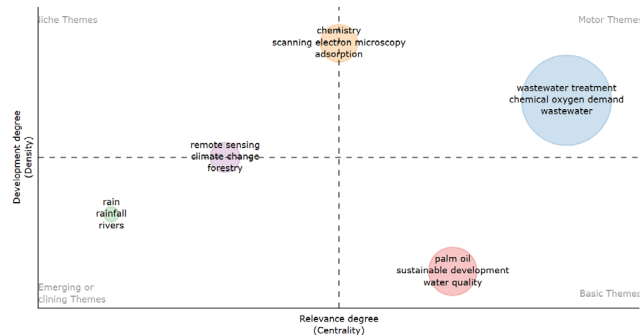 liche Themes
Motor Themes
chemistry
scanning electron microscopy
adsorption
wastewater treatment
chemical oxygen demand
wastewater
Development degree
(Density)
remote sensing
climate change
forestry
rain
rainfall
rivers
palm oil
sustainable development
water quality
Emerging or
clining Themes
Basic Themes
Relevance degree
(Centrality)